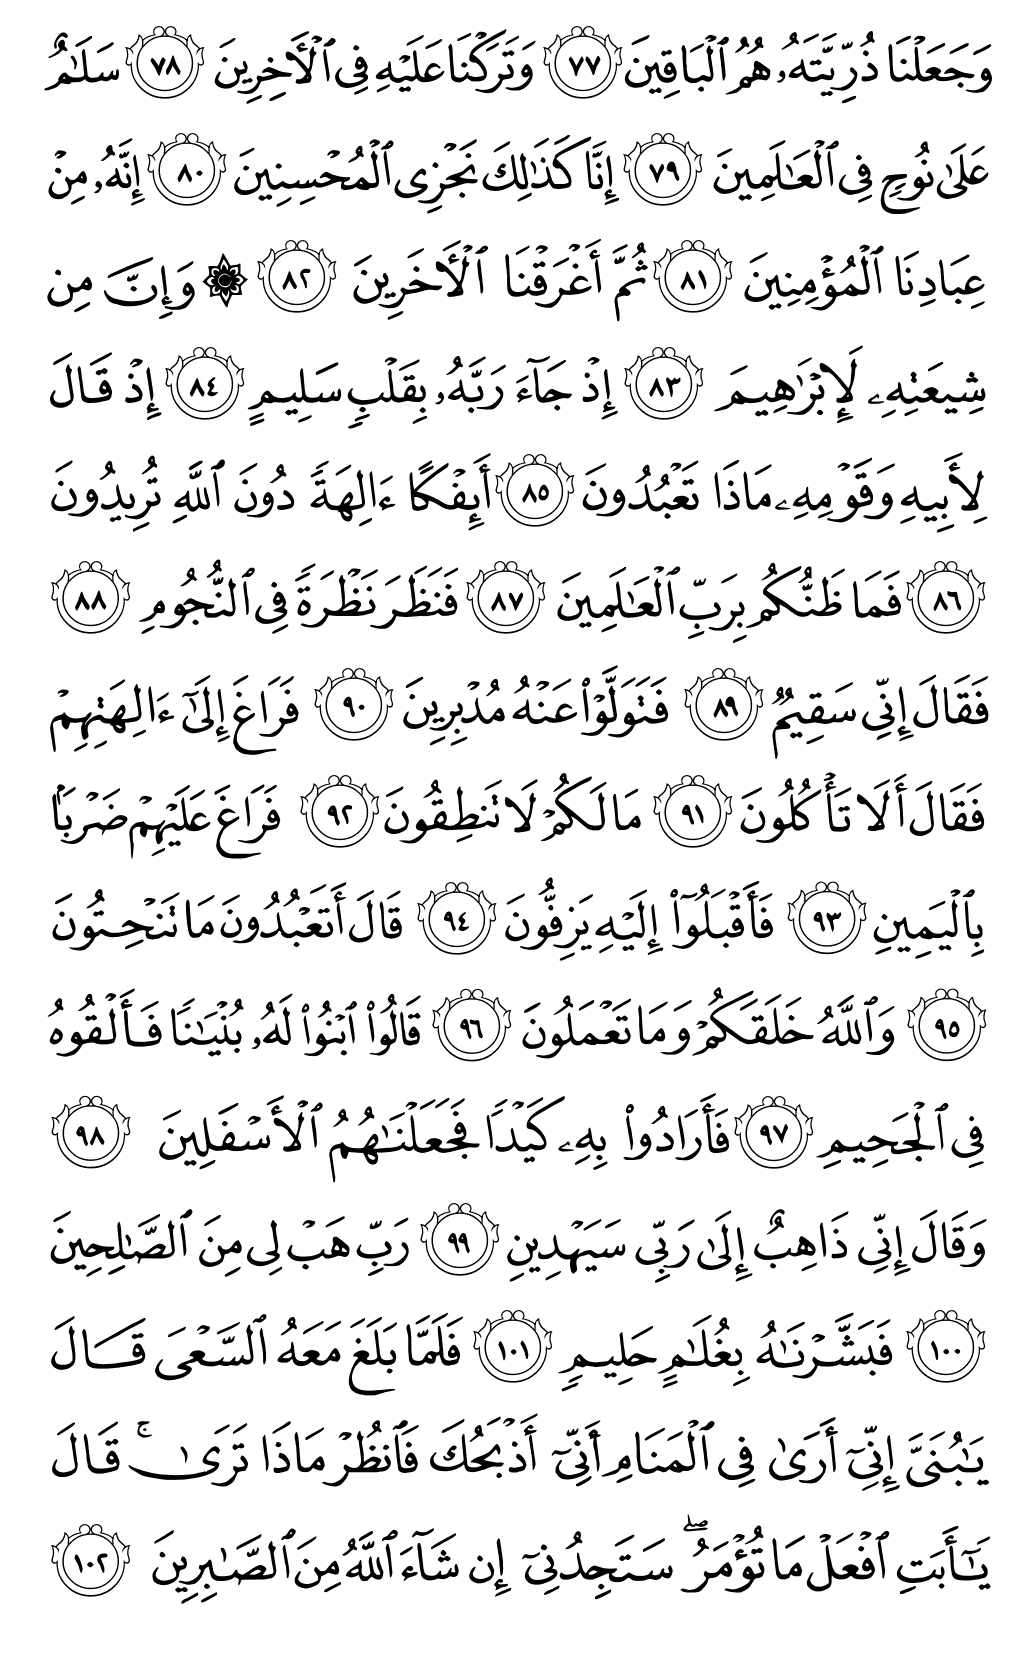 وَجَعَلْنَا ذُرِّيَّتَهُۥ هُمُ ٱلْبَاقِينَ ٧٧ وَتَرَكْنَا عَلَيْهِ فِى ٱلْأَخِرِينَ ٧٨ سَلَٰمٌ
عَلَىٰ نُوحٍ فِى ٱلْعَٰلَمِينَ ٧٩ إِنَّا كَذَٰلِكَ نَجْزِى ٱلْمُحْسِنِينَ ٨٠ إِنَّهُۥ مِنْ
عِبَادِنَا ٱلْمُؤْمِنِينَ ٨١ ثُمَّ أَغْرَقْنَا ٱلْأَخَرِينَ ٨٢ ۞ وَإِنَّ مِن
شِيعَتِهِۦ لَإِبْرَٰهِيمَ ٨٣ إِذْ جَآءَ رَبَّهُۥ بِقَلْبٍ سَلِيمٍ ٨٤ إِذْ قَالَ
لِأَبِيهِ وَقَوْمِهِۦ مَاذَا تَعْبُدُونَ ٨٥ أَئِفْكًا ءَالِهَةً دُونَ ٱللَّهِ تُرِيدُونَ
٨٦ فَمَا ظَنُّكُم بِرَبِّ ٱلْعَٰلَمِينَ ٨٧ فَنَظَرَ نَظْرَةً فِى ٱلنُّجُومِ ٨٨
فَقَالَ إِنِّى سَقِيمٌ ٨٩ فَتَوَلَّوْا۟ عَنْهُ مُدْبِرِينَ ٩٠ فَرَاغَ إِلَىٰٓ ءَالِهَتِهِمْ
فَقَالَ أَلَا تَأْكُلُونَ ٩١ مَا لَكُمْ لَا تَنطِقُونَ ٩٢ فَرَاغَ عَلَيْهِمْ ضَرْبًۢا
بِٱلْيَمِينِ ٩٣ فَأَقْبَلُوٓا۟ إِلَيْهِ يَزِفُّونَ ٩٤ قَالَ أَتَعْبُدُونَ مَا تَنْحِتُونَ
٩٥ وَٱللَّهُ خَلَقَكُمْ وَمَا تَعْمَلُونَ ٩٦ قَالُوا۟ ٱبْنُوا۟ لَهُۥ بُنْيَٰنًا فَأَلْقُوهُ
فِى ٱلْجَحِيمِ ٩٧ فَأَرَادُوا۟ بِهِۦ كَيْدًا فَجَعَلْنَٰهُمُ ٱلْأَسْفَلِينَ ٩٨
وَقَالَ إِنِّى ذَاهِبٌ إِلَىٰ رَبِّى سَيَهْدِينِ ٩٩ رَبِّ هَبْ لِى مِنَ ٱلصَّٰلِحِينَ
١٠٠ فَبَشَّرْنَٰهُ بِغُلَٰمٍ حَلِيمٍ ١٠١ فَلَمَّا بَلَغَ مَعَهُ ٱلسَّعْىَ قَالَ
يَٰبُنَىَّ إِنِّىٓ أَرَىٰ فِى ٱلْمَنَامِ أَنِّىٓ أَذْبَحُكَ فَٱنظُرْ مَاذَا تَرَىٰ ۚ قَالَ
يَٰٓأَبَتِ ٱفْعَلْ مَا تُؤْمَرُ ۖ سَتَجِدُنِىٓ إِن شَآءَ ٱللَّهُ مِنَ ٱلصَّٰبِرِينَ ١٠٢